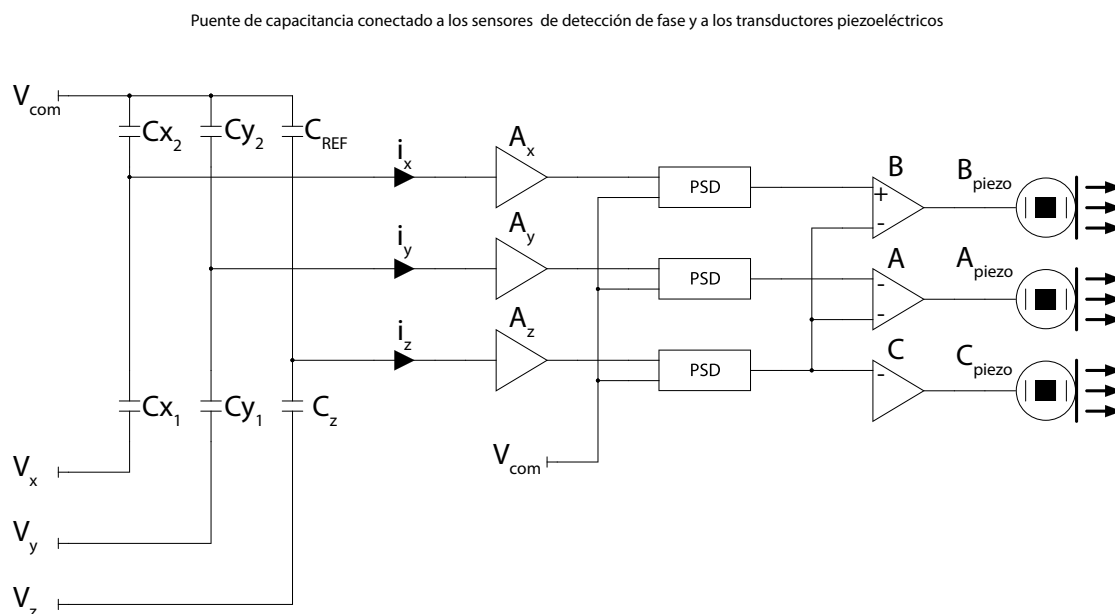 Puente de capacitancia conectado a los sensores de detección de fase y a los transductores piezoeléctricos
Vcom
Cx2
Cy2
CREF
ix
Ax
PSD
B
+
-
Bpiezo
iy
Ay
PSD
A
-
-
Apiezo
iz
Az
PSD
C
-
Cpiezo
Cx1
Cy1
Cz
Vcom
Vx
Vy
Vz